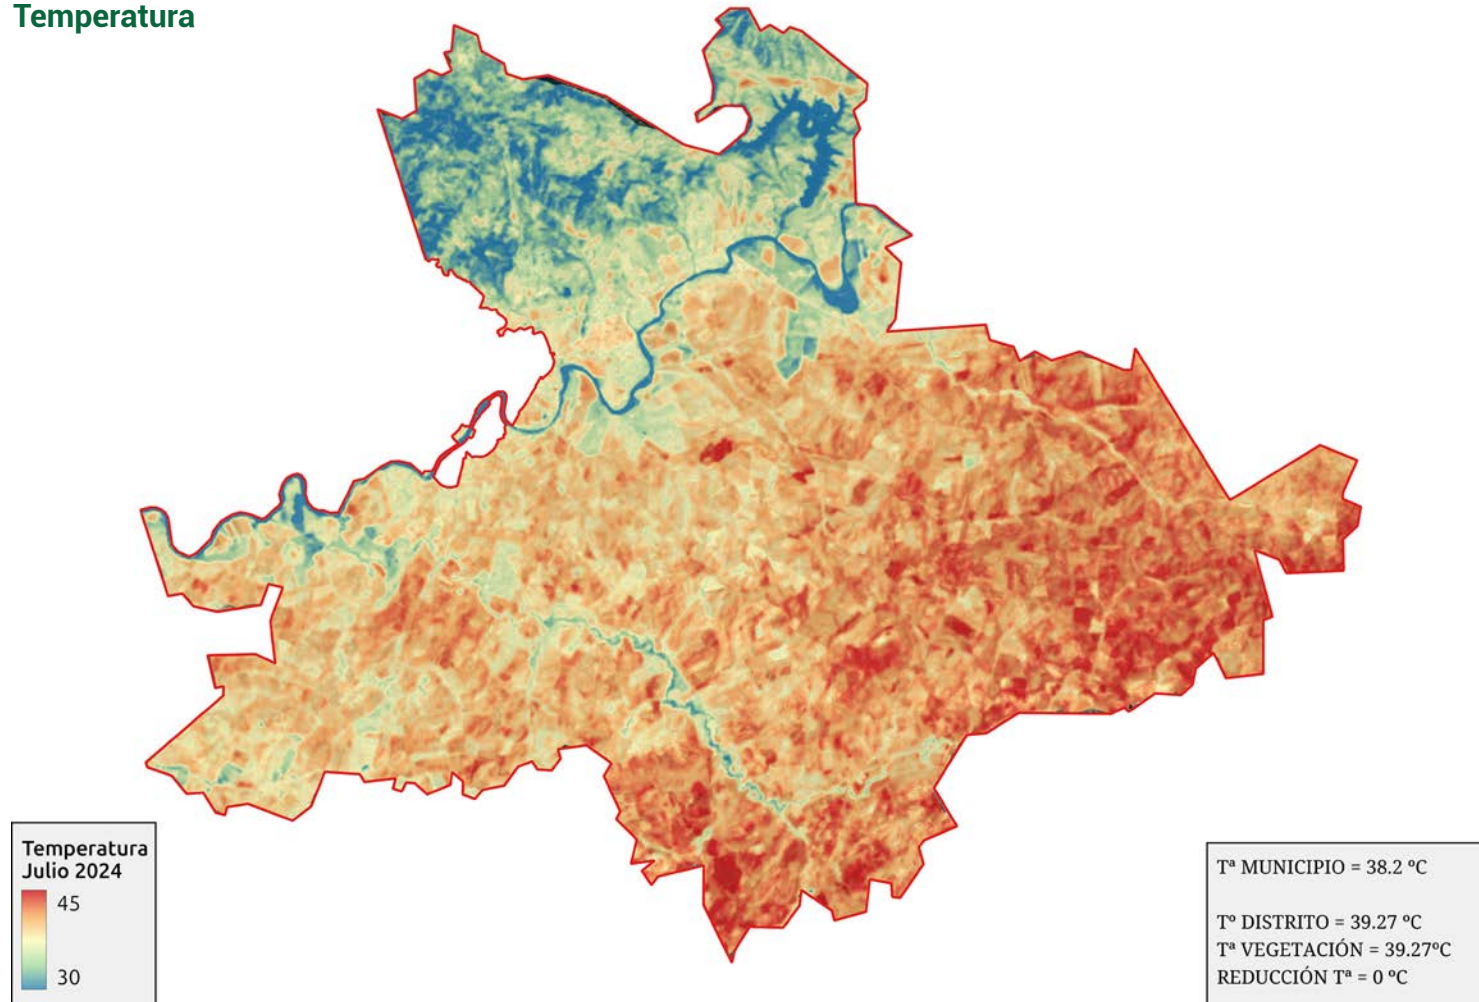 Temperatura
Temperatura
Julio 2024
45
30
Tª MUNICIPIO = 38.2 ºC
Tº DISTRITO = 39.27 ºC
Tª VEGETACIÓN = 39.27ºC
REDUCCIÓN Tª = 0 ºC